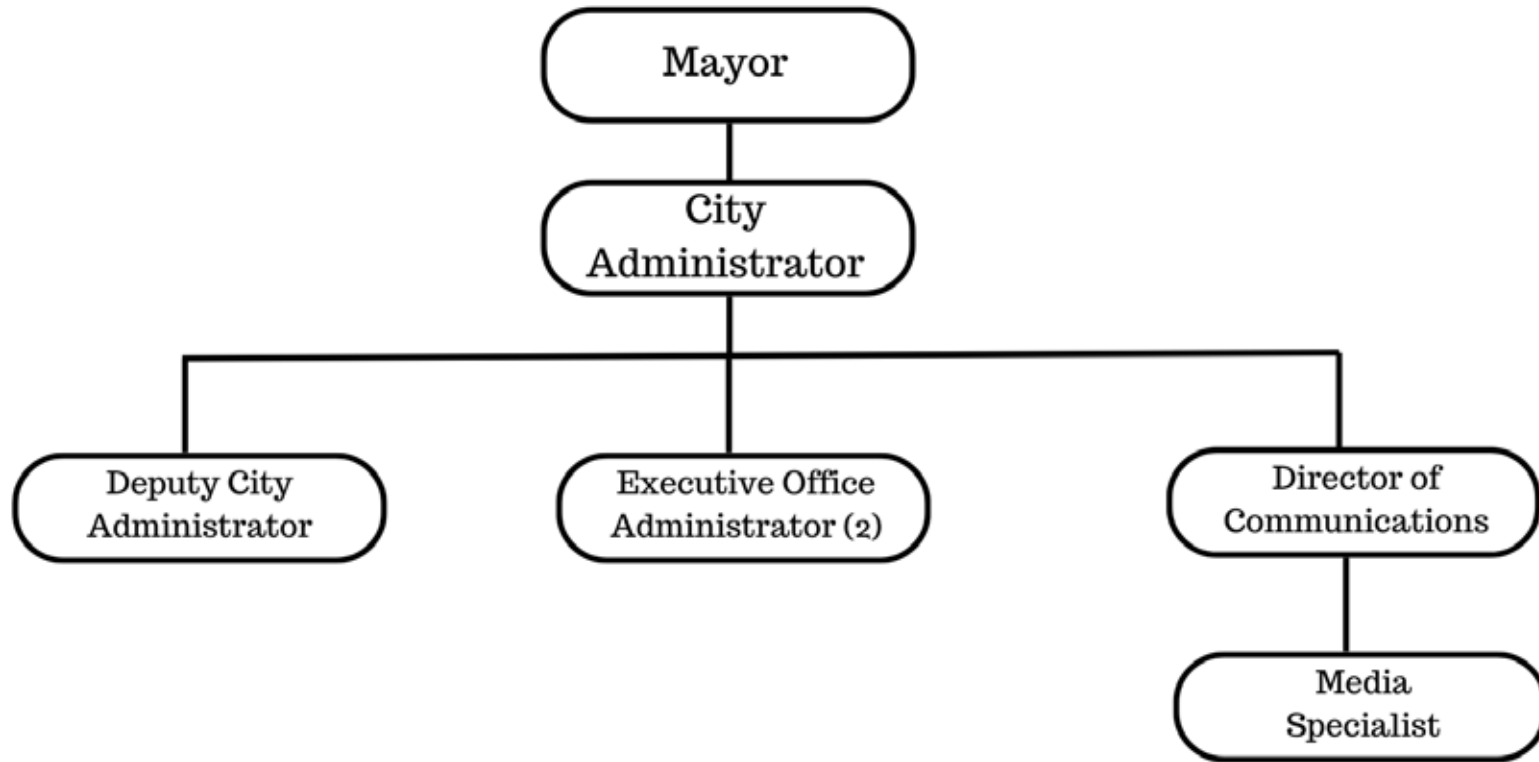 Mayor
City
Administrator
Deputy City
Administrator
Executive Office
Administrator (2)
Director of
Communications
Media
Specialist